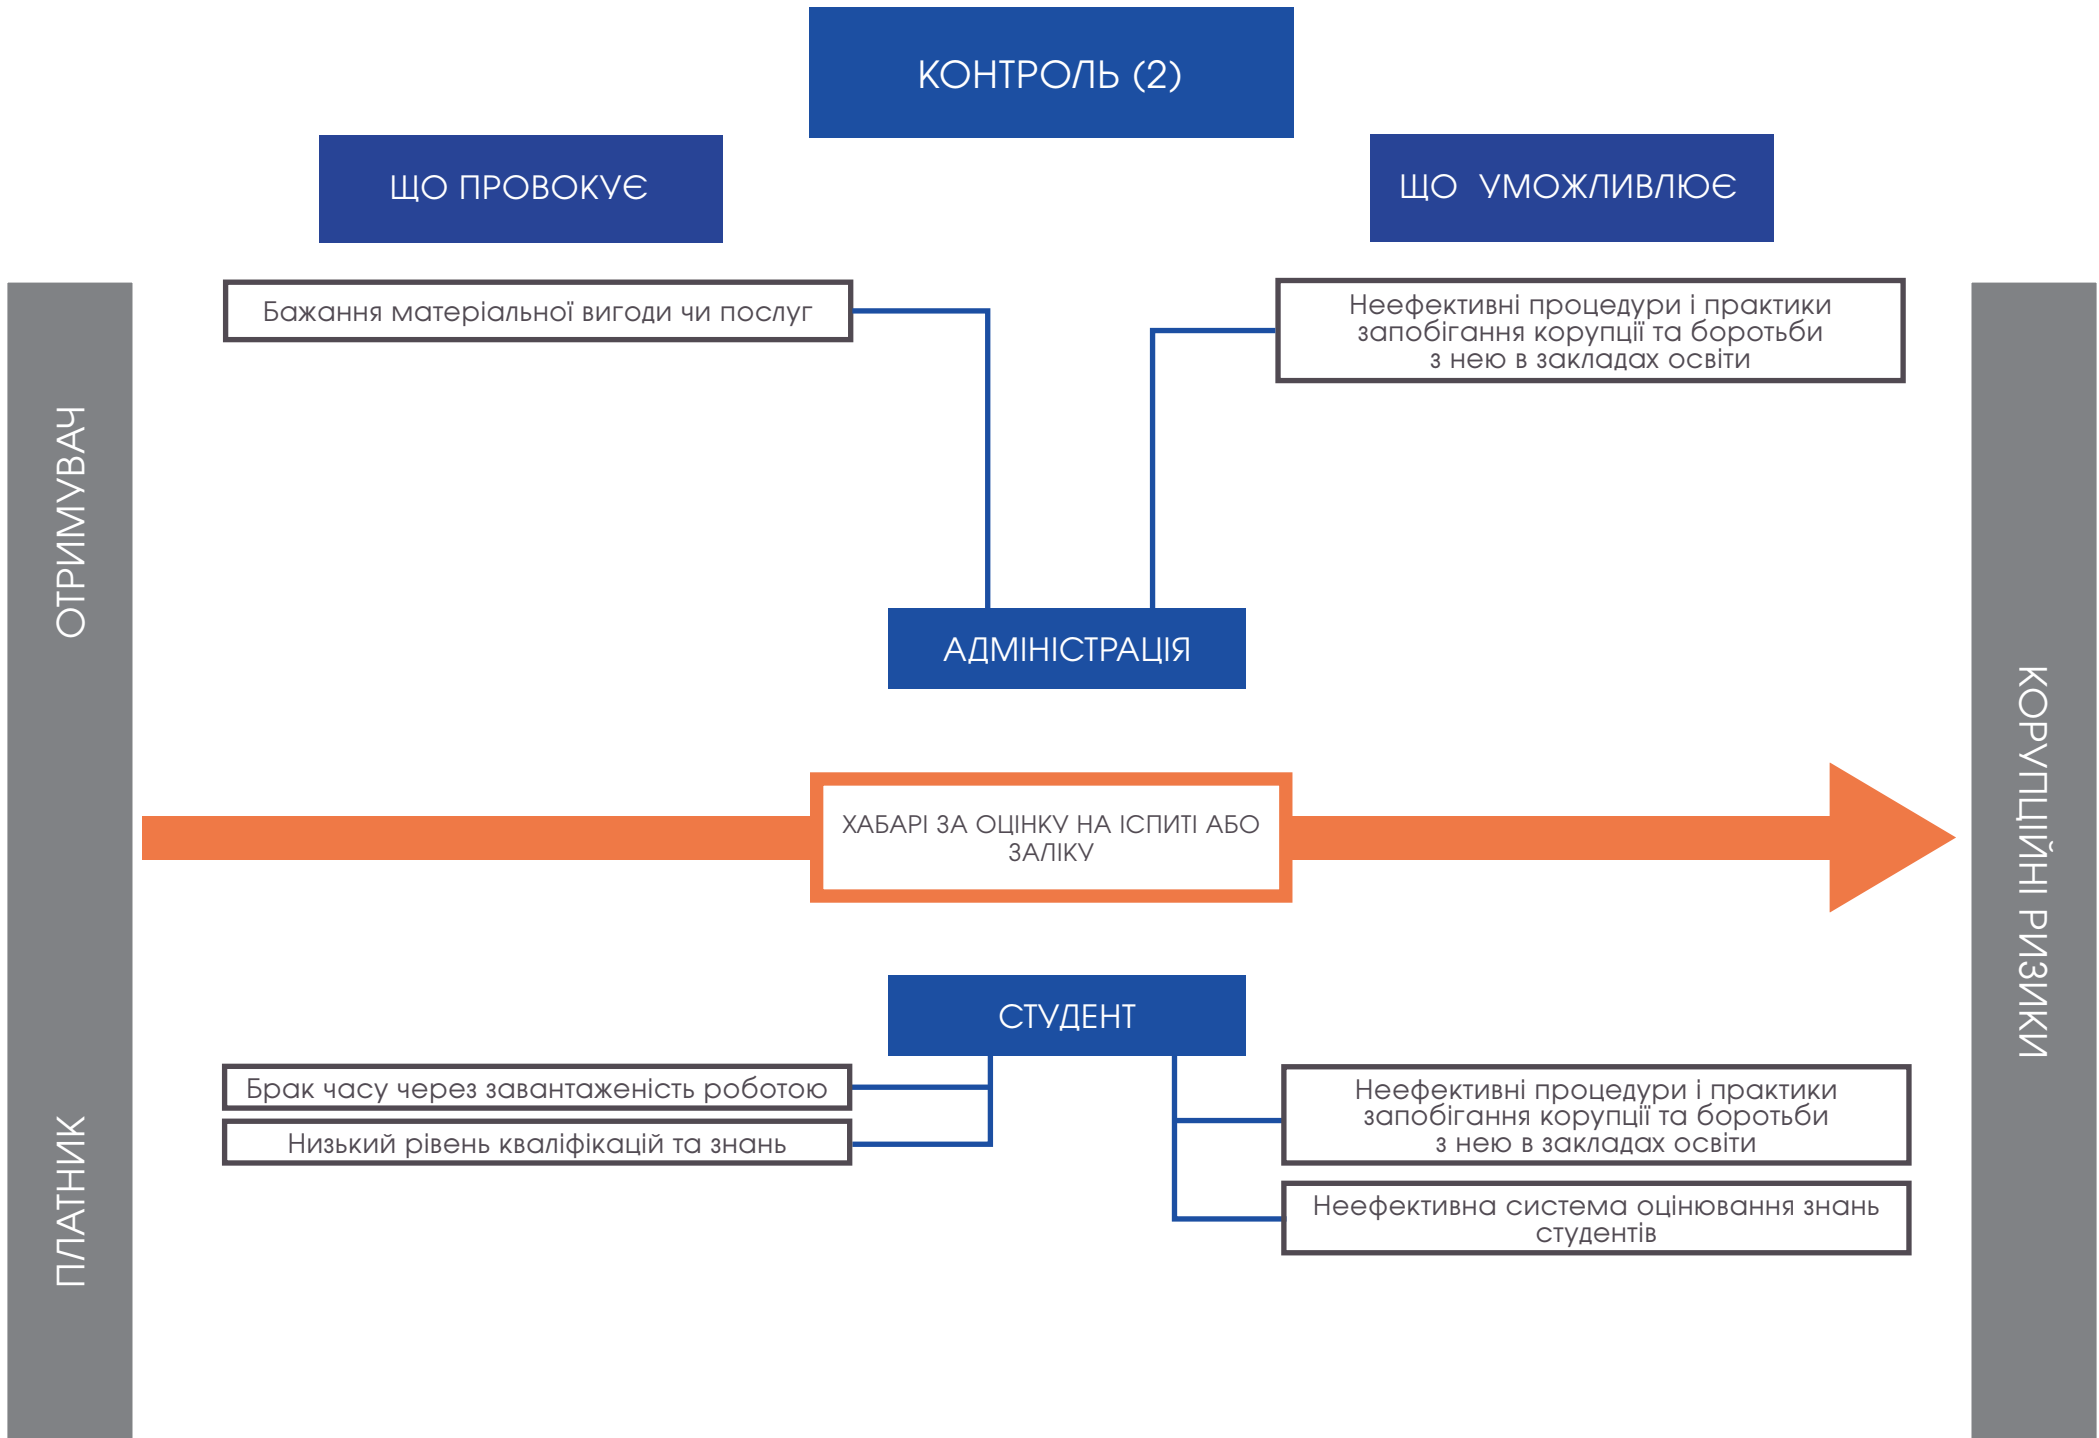 КОНТРОЛЬ (2)
ЩО ПРОВОКУЄ
ЩО УМОЖЛИВЛЮЄ
ОТРИМУВАЧ
Бажання матеріальної вигоди чи послуг
Неефективні процедури і практики
запобігання корупції та боротьби
з нею в закладах освіти
АДМІНІСТРАЦІЯ
ХАБАРІ ЗА ОЦІНКУ НА ІСПИТІ АБО
ЗАЛІКУ
КОРУПЦІЙНІ РИЗИКИ
ПЛАТНИК
СТУДЕНТ
Брак часу через завантаженість роботою
Низький рівень кваліфікацій та знань
Неефективні процедури і практики
запобігання корупції та боротьби
з нею в закладах освіти
Неефективна система оцінювання знань
студентів